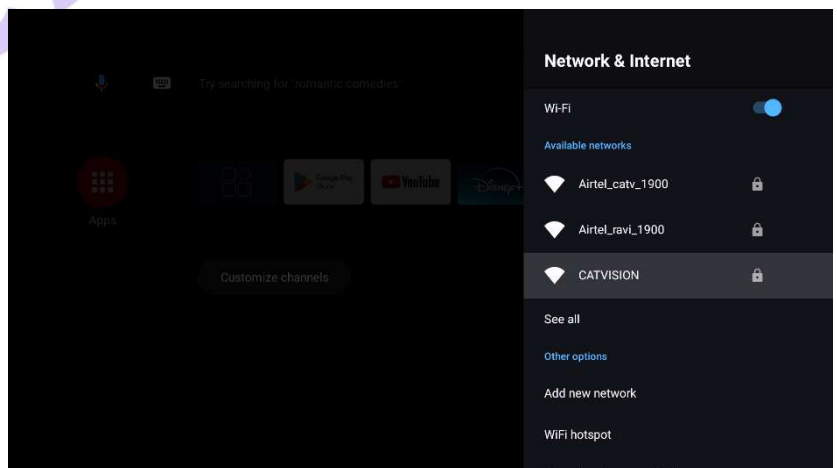 Try searching for "romantic comedies"
Google Play
Store
YouTube
Disney+
Apps
Customize channels
Network & Internet
Wi-Fi
Available networks
Airtel_catv_1900
Airtel_ravi_1900
CATVISION
See all
Other options
Add new network
WiFi hotspot